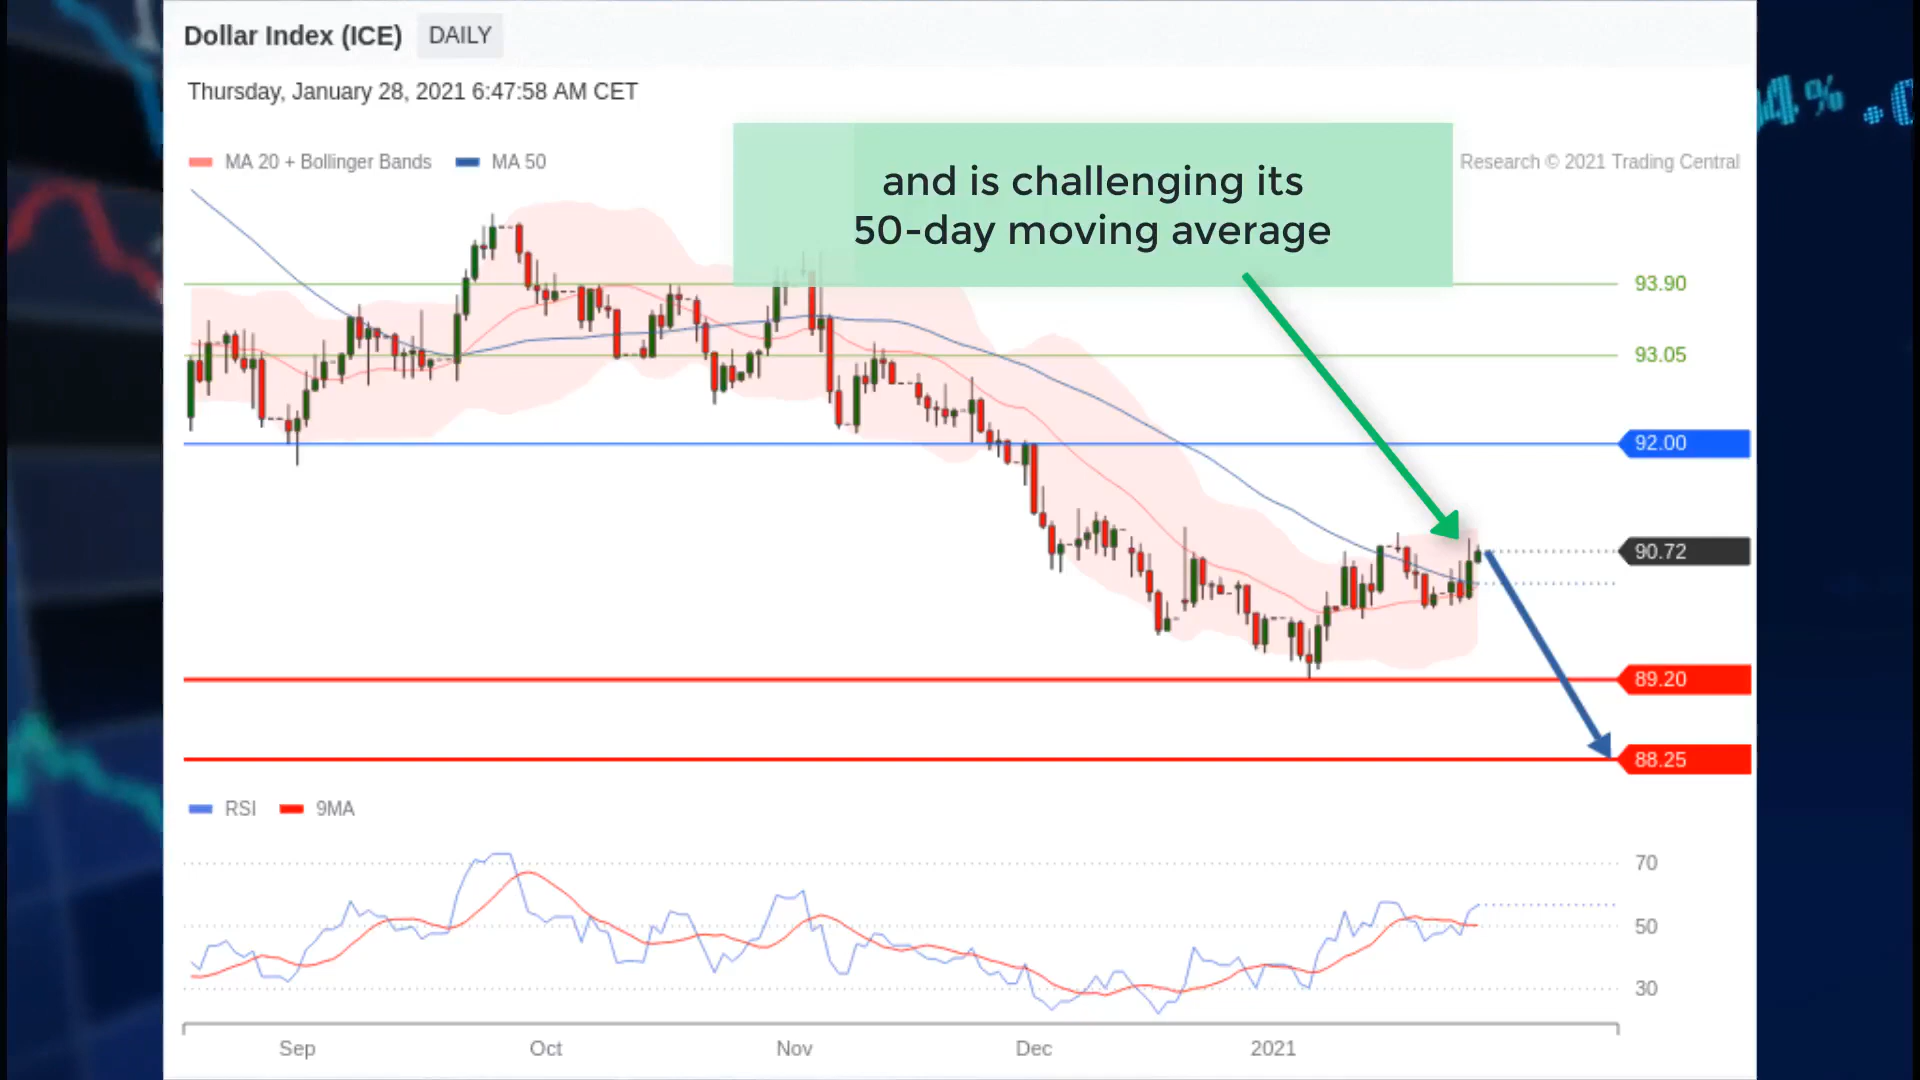 Dollar Index (ICE) DAILY
Thursday, January 28, 2021 6:47:58 AM CET
MA 20 + Bollinger Bands MA 50
and is challenging its
50-day moving average
Research © 2021 Trading Central
93.90
93.05
92.00
90.72
89.20
88.25
RSI 9MA
70
50
30
Sep Oct Nov Dec 2021